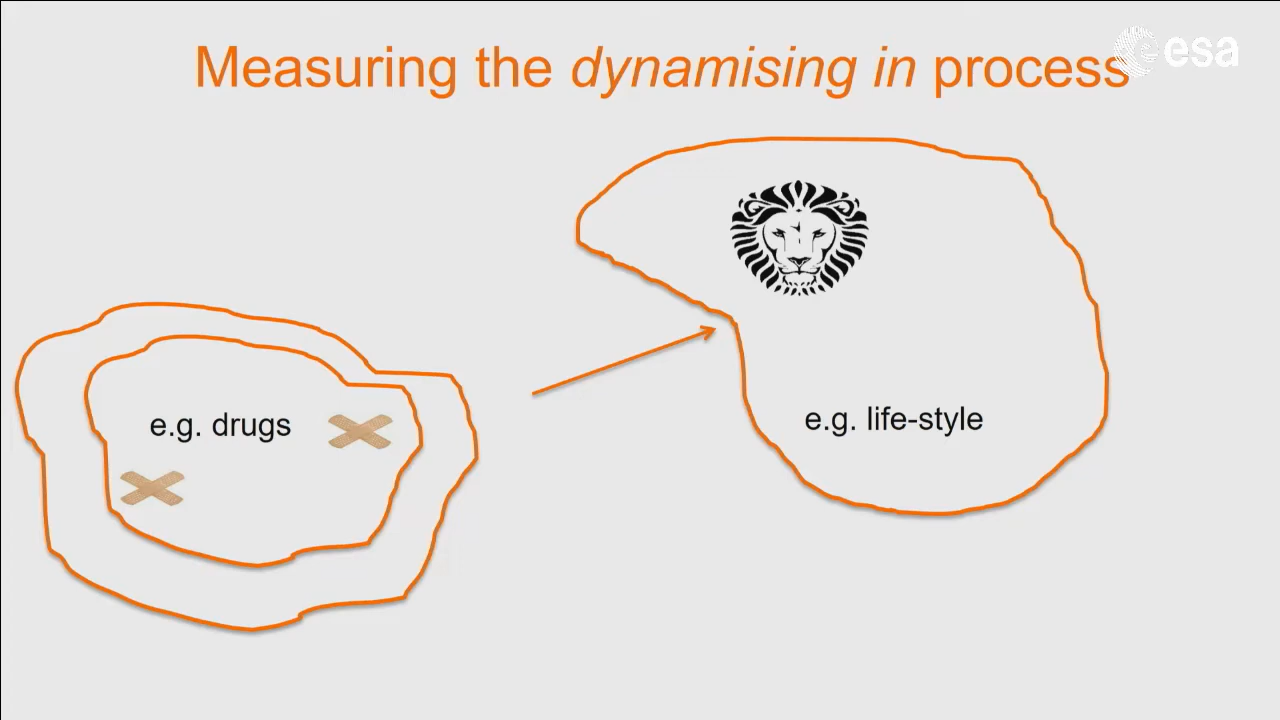 Measuring the dynamising in process
esa
e.g. drugs
e.g. life-style